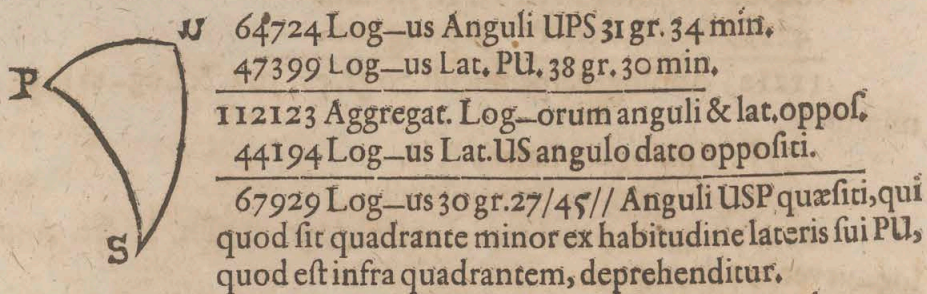 U
P
S
64724 Log—us Anguli UPS 31 gr. 34 min.
47399 Log—us Lat. PU. 38 gr. 30 min.
112123 Aggregat. Log—orum anguli & lat. oppoſ.
44194 Log—us Lat. US angulo dato oppoſiti.
67929 Log—us 30 gr. 27/45// Anguli USP quæſiti, qui
quod ſit quadrante minor ex habitudine lateris ſui PU,
quod eſt infra quadrantem, deprehenditur.